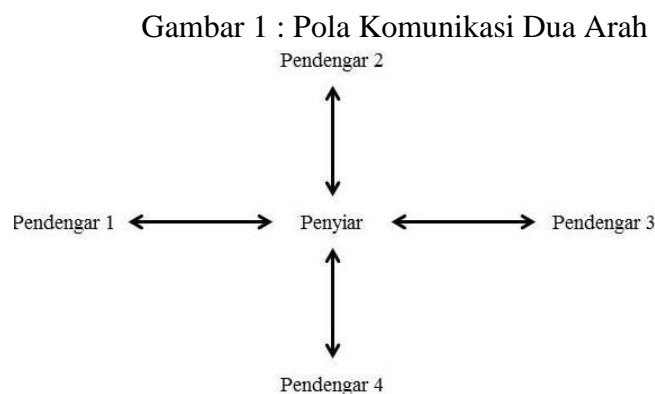 Gambar 1 : Pola Komunikasi Dua Arah
Pendengar 2
Pendengar 1 Penyiar Pendengar 3
Pendengar 4